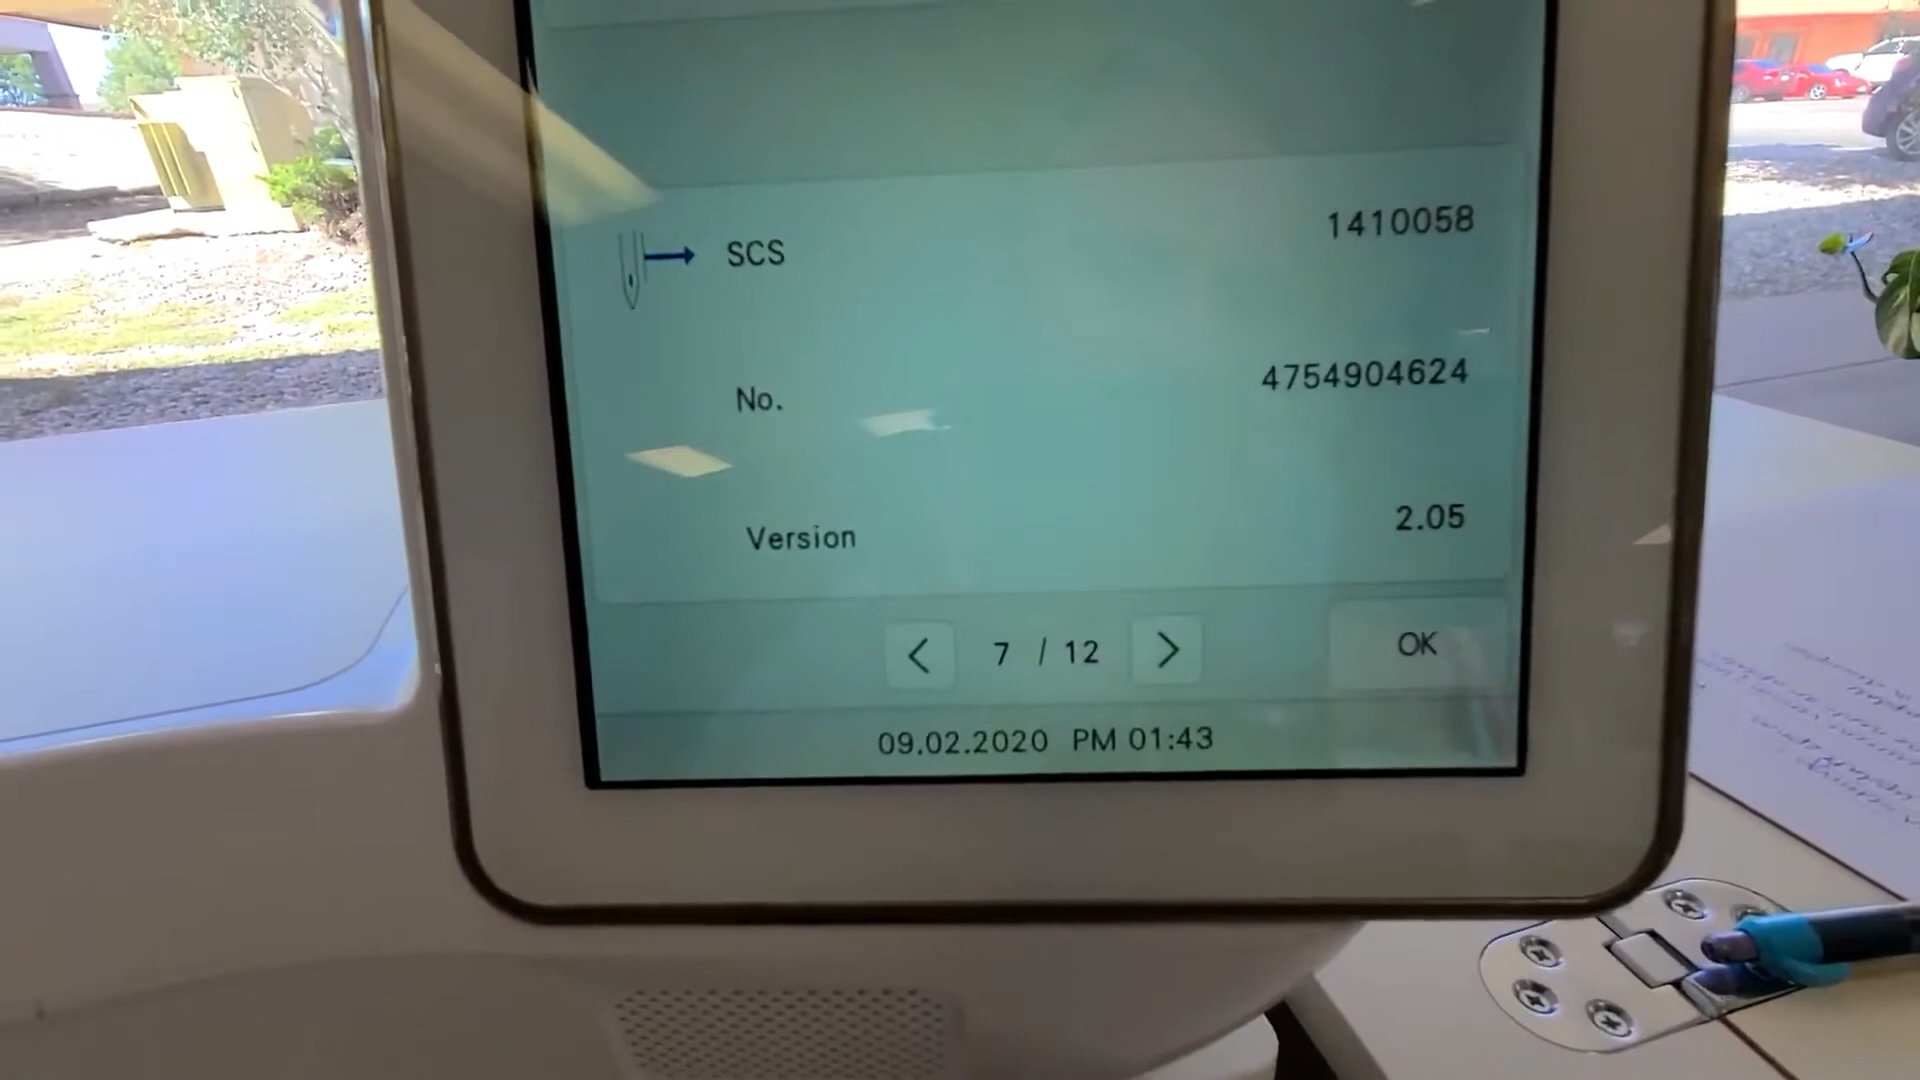 SCS 1410058
No. 4754904624
Version 2.05
< 7 / 12 > OK
09.02.2020 PM 01:43